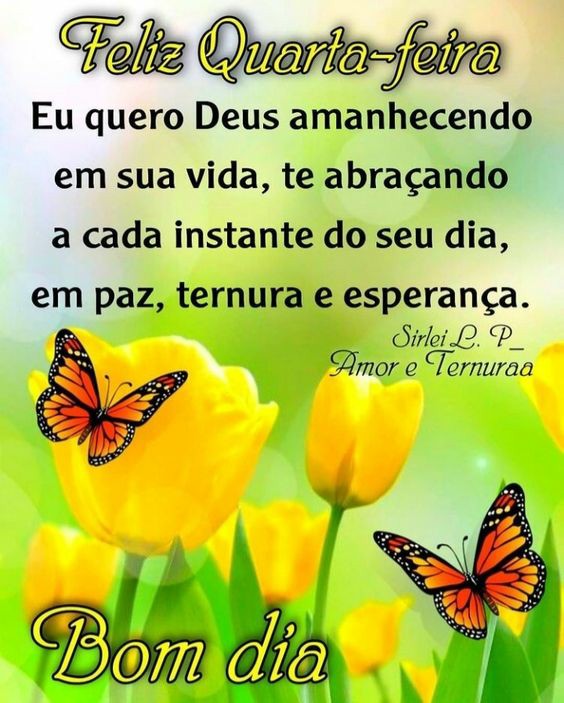 Feliz Quarta-feira
Eu quero Deus amanhecendo
em sua vida, te abraçando
a cada instante do seu dia,
em paz, ternura e esperança.
Sirlei L. P_
Amor e Ternuraa
Bom dia